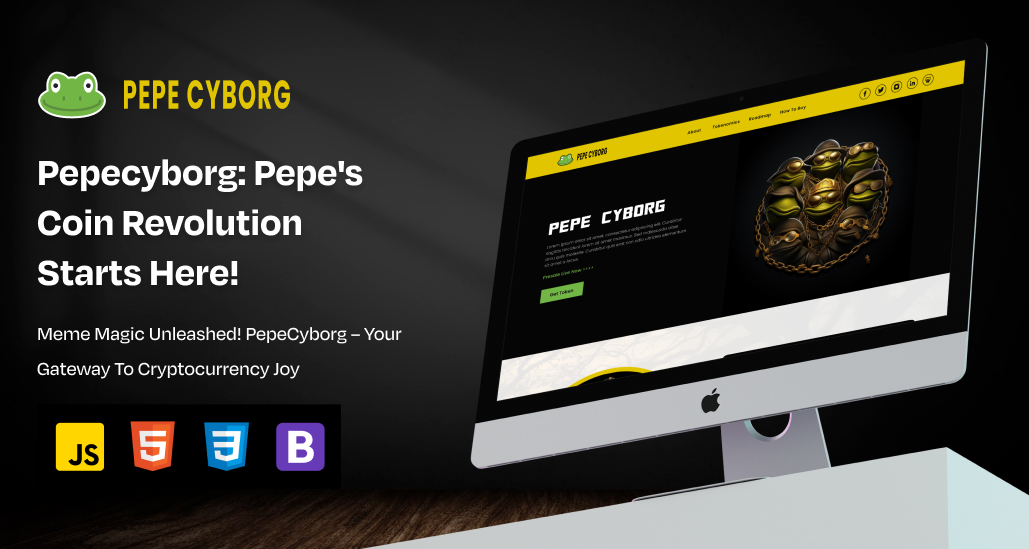 PEPE CYBORG
Pepecyborg: Pepe's
Coin Revolution
Starts Here!
Meme Magic Unleashed! PepeCyborg – Your
Gateway To Cryptocurrency Joy
JS
5
3
B
PEPE CYBORG
About Tokenomics Roadmap How To Buy
PEPE CYBORG
Presale Live Now
Get Token